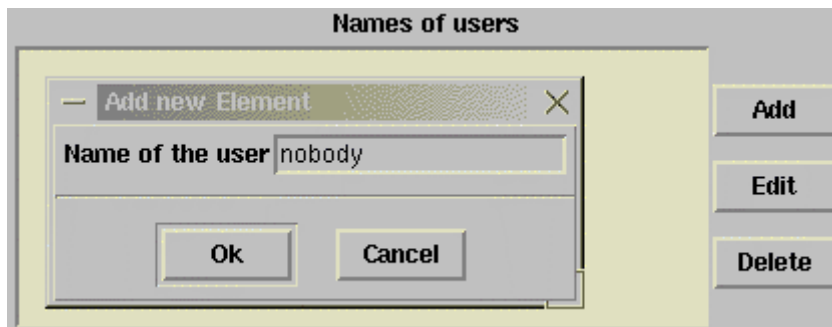 Names of users
Add new Element
Name of the user nobody
Ok Cancel
Add
Edit
Delete